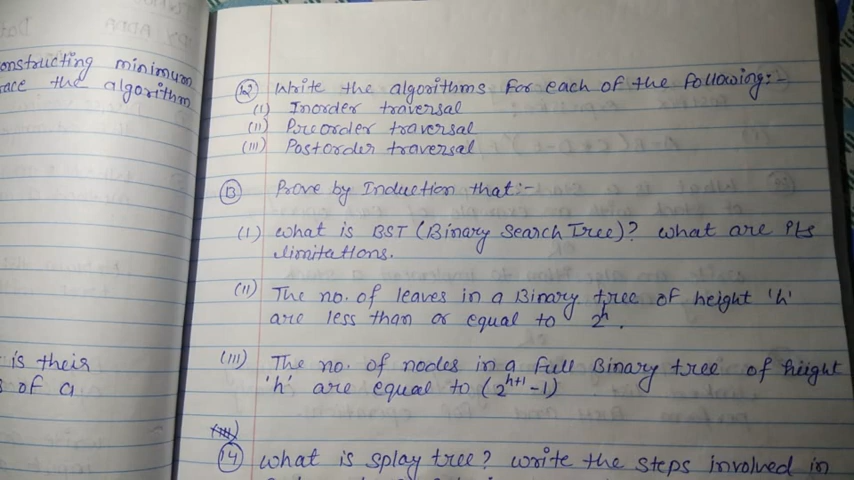 onstructing minimum
ace the algorithm
is their
s of a
12 Write the algorithms for each of the following:-
(i) Inorder traversal
(ii) Preorder traversal
(iii) Postorder traversal
13 Prove by Induction that:-
(i) what is BST (Binary Search Tree)? what are its
limitations.
(ii) The no. of leaves in a Binary tree of height 'h'
are less than or equal to 2^h.
(iii) The no. of nodes in a full Binary tree of height
'h' are equal to (2^h+1 -1)
14 what is splay tree? write the steps involved in